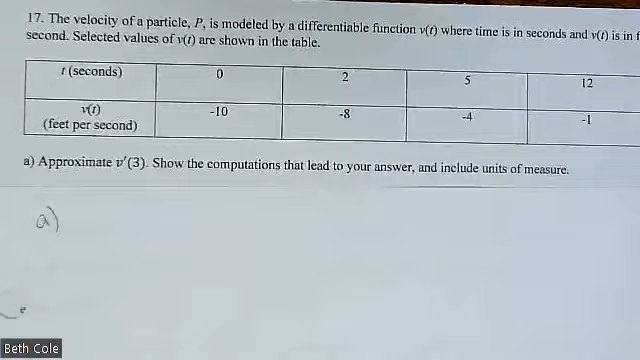 17. The velocity of a particle, P, is modeled by a differentiable function v(t) where time is in seconds and v(t) is in f
second. Selected values of v(t) are shown in the table.
t (seconds) 0 2 5 12
v(t) -10 -8 -4 -1
(feet per second)
a) Approximate v'(3). Show the computations that lead to your answer, and include units of measure.
a)
e
Beth Cole